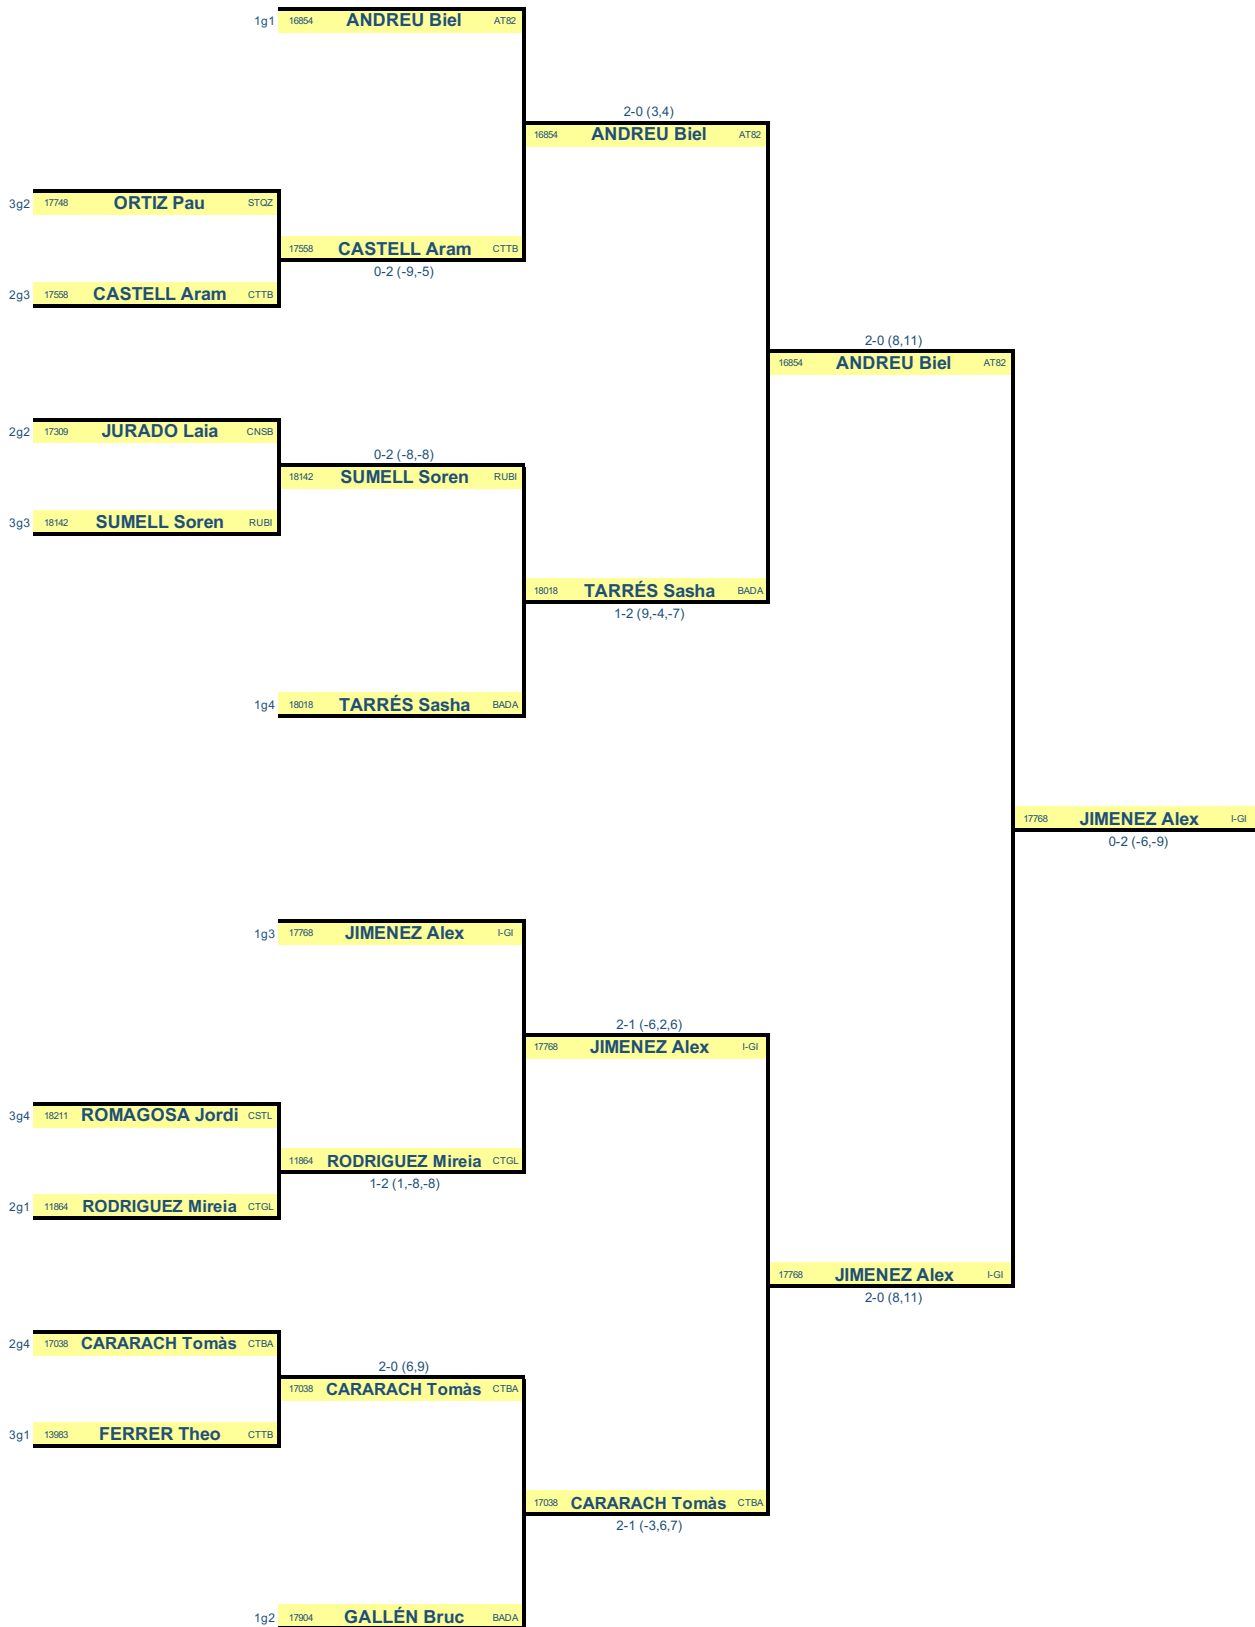 1g1 16854 ANDREU Biel AT82
2-0 (3,4)
16854 ANDREU Biel AT82
3g2 17748 ORTIZ Pau STQZ
17558 CASTELL Aram CTTB
0-2 (-9,-5)
2g3 17558 CASTELL Aram CTTB
2-0 (8,11)
16854 ANDREU Biel AT82
2g2 17309 JURADO Laia CNSB
0-2 (-8,-8)
18142 SUMELL Soren RUBI
3g3 18142 SUMELL Soren RUBI
18018 TARRÉS Sasha BADA
1-2 (9,-4,-7)
1g4 18018 TARRÉS Sasha BADA
17768 JIMENEZ Alex I-GI
0-2 (-6,-9)
1g3 17768 JIMENEZ Alex I-GI
2-1 (-6,2,6)
17768 JIMENEZ Alex I-GI
3g4 18211 ROMAGOSA Jordi CSTL
11864 RODRIGUEZ Mireia CTGL
1-2 (1,-8,-8)
2g1 11864 RODRIGUEZ Mireia CTGL
17768 JIMENEZ Alex I-GI
2-0 (8,11)
2g4 17038 CARARACH Tomàs CTBA
2-0 (6,9)
17038 CARARACH Tomàs CTBA
3g1 13983 FERRER Theo CTTB
17038 CARARACH Tomàs CTBA
2-1 (-3,6,7)
1g2 17904 GALLÉN Bruc BADA